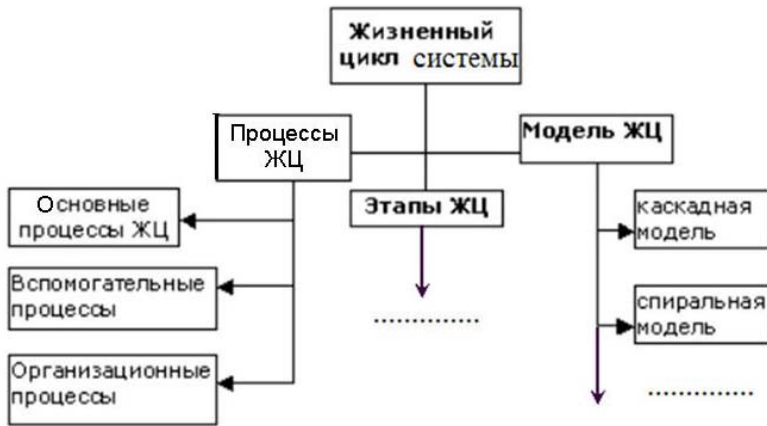 Жизненный
цикл системы
Процессы
ЖЦ
Модель ЖЦ
Этапы ЖЦ
Основные
процессы ЖЦ
Вспомогательные
процессы
Организационные
процессы
каскадная
модель
спиральная
модель
..............
..............